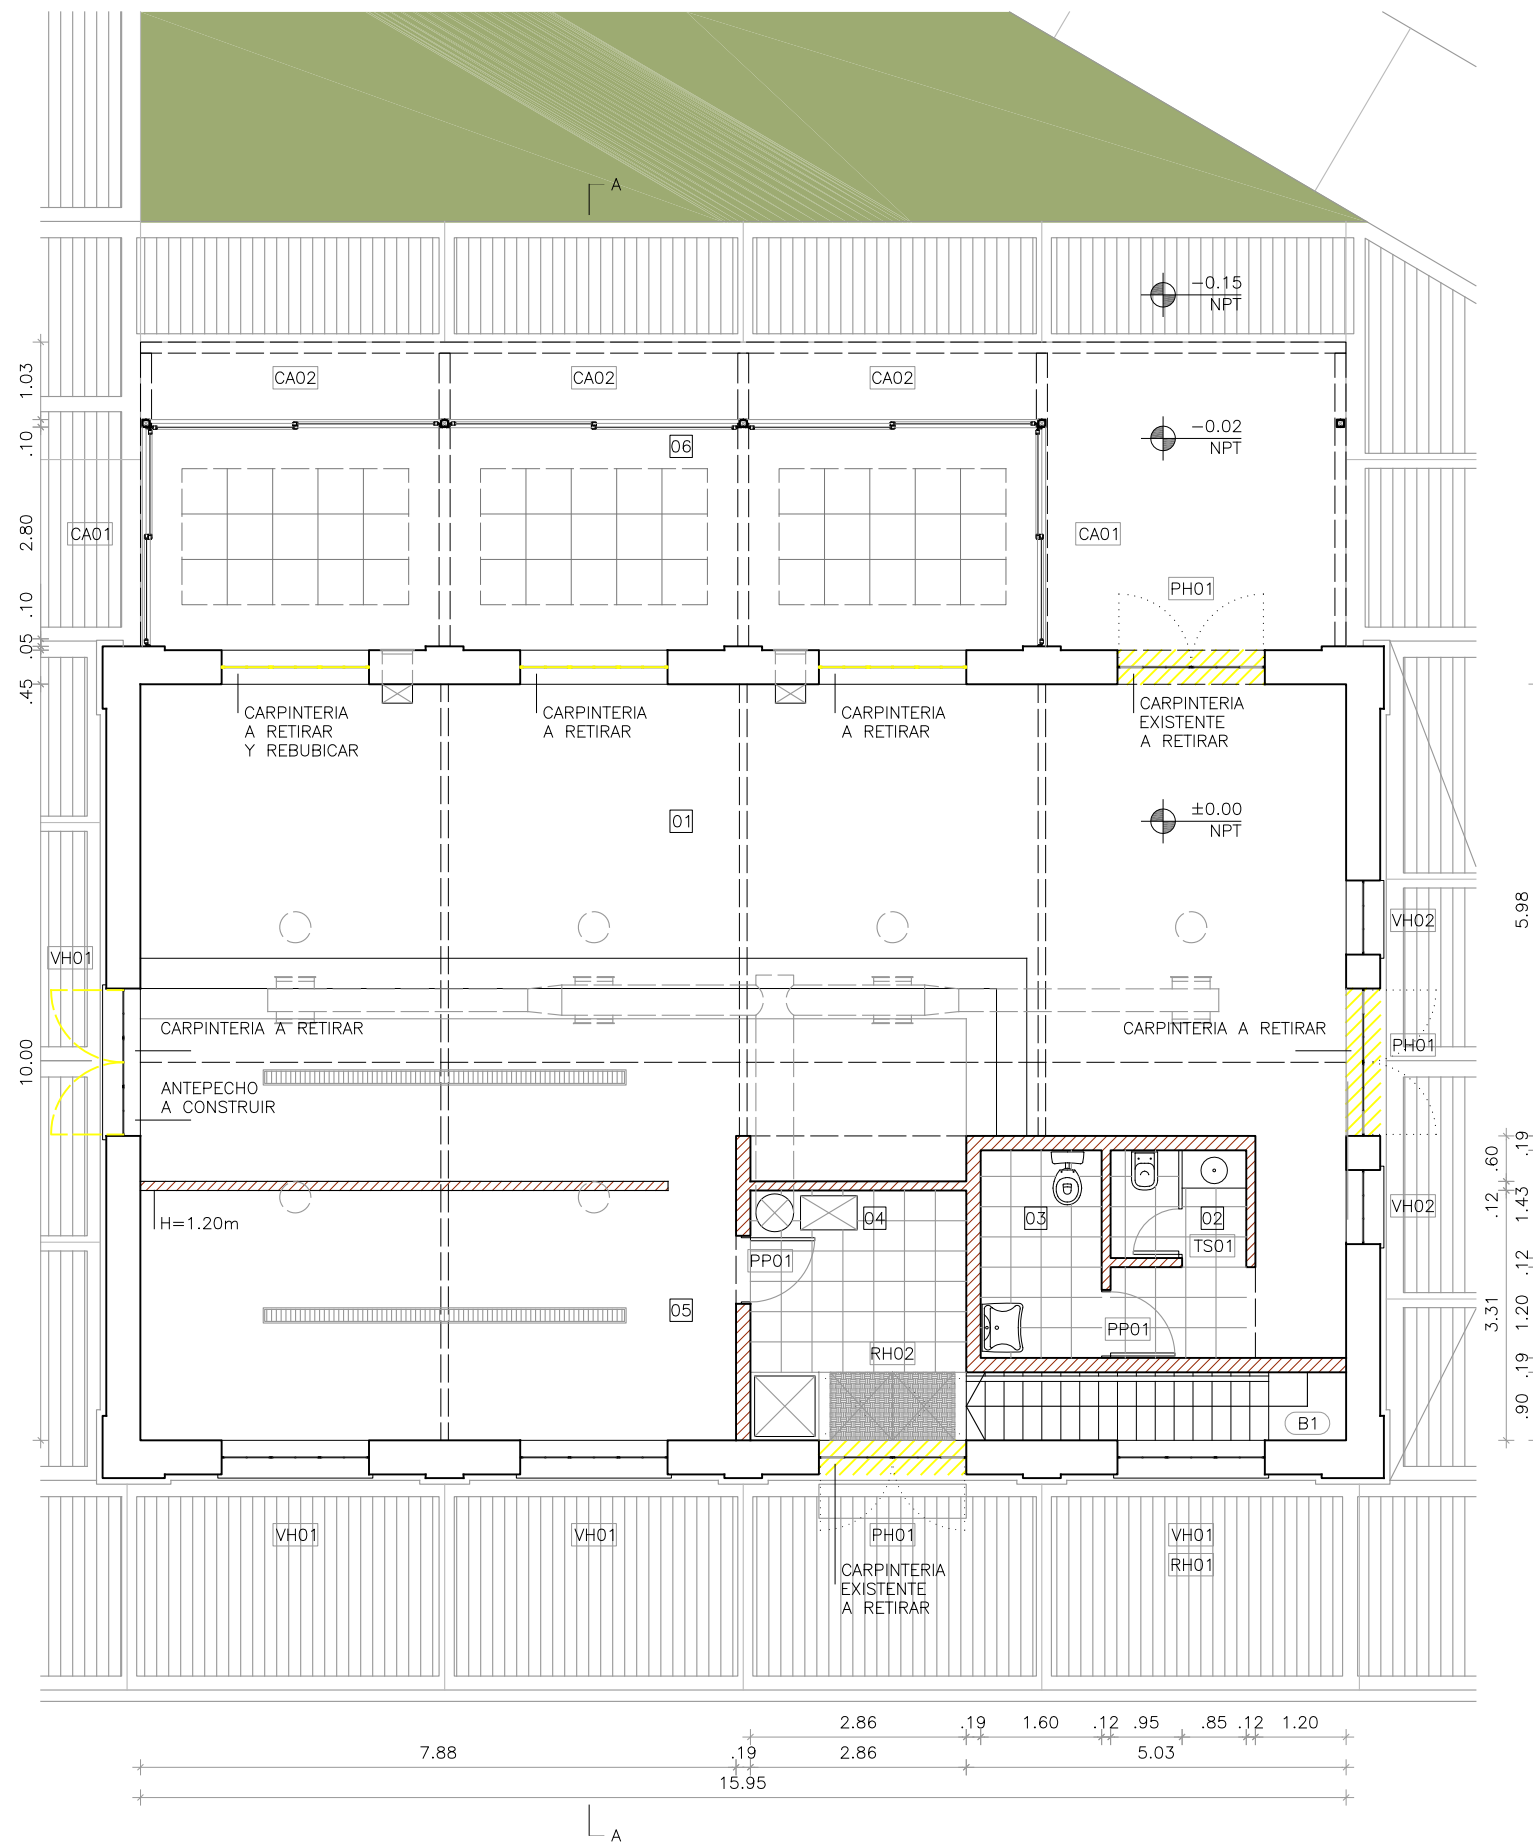 A
-0.15
NPT
CA02
CA02
CA02
1.03
-0.02
NPT
06
.10
2.80
CA01
CA01
PH01
.10
.05
.45
CARPINTERIA
A RETIRAR
Y REBUBICAR
CARPINTERIA
A RETIRAR
CARPINTERIA
A RETIRAR
CARPINTERIA
EXISTENTE
A RETIRAR
01
±0.00
NPT
5.98
VH02
VH01
CARPINTERIA A RETIRAR
CARPINTERIA A RETIRAR
PH01
10.00
ANTEPECHO
A CONSTRUIR
.19
.60
1.43
.12
VH02
H=1.20m
04
03
02
TS01
PP01
.12
05
1.20
3.31
PP01
RH02
.19
.90
B1
VH01
VH01
PH01
VH01
RH01
CARPINTERIA
EXISTENTE
A RETIRAR
2.86
.19
1.60
.12
.95
.85
.12
1.20
7.88
.19
2.86
5.03
15.95
A